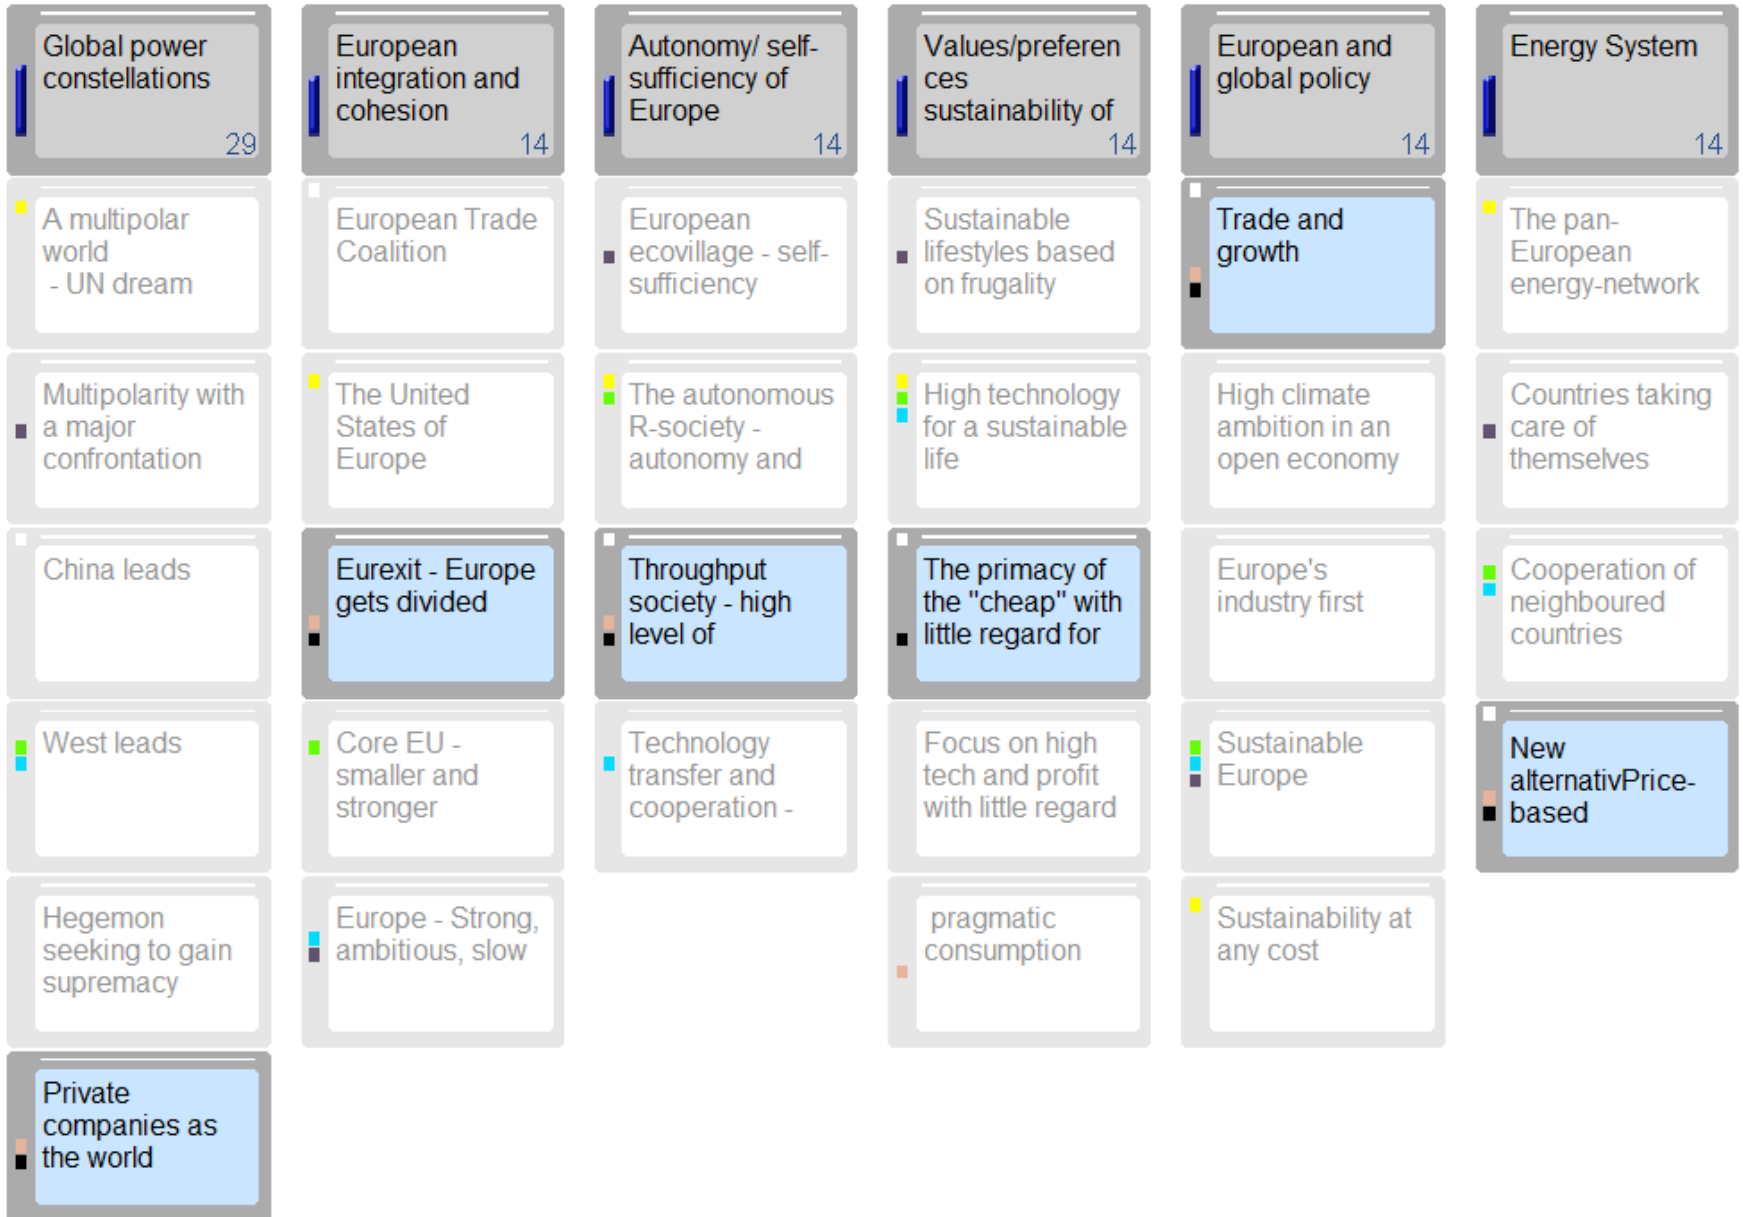 Global power
constellations
29
European
integration and
cohesion
14
Autonomy/ self-
sufficiency of
Europe
14
Values/preferen
ces
sustainability of
14
European and
global policy
14
Energy System
14
A multipolar
world
- UN dream
European Trade
Coalition
European
ecovillage - self-
sufficiency
Sustainable
lifestyles based
on frugality
Trade and
growth
The pan-
European
energy-network
Multipolarity with
a major
confrontation
The United
States of
Europe
The autonomous
R-society -
autonomy and
High technology
for a sustainable
life
High climate
ambition in an
open economy
Countries taking
care of
themselves
China leads
Eurexit - Europe
gets divided
Throughput
society - high
level of
The primacy of
the "cheap" with
little regard for
Europe's
industry first
Cooperation of
neighboured
countries
West leads
Core EU -
smaller and
stronger
Technology
transfer and
cooperation -
Focus on high
tech and profit
with little regard
Sustainable
Europe
New
alternativPrice-
based
Hegemon
seeking to gain
supremacy
Europe - Strong,
ambitious, slow
pragmatic
consumption
Sustainability at
any cost
Private
companies as
the world